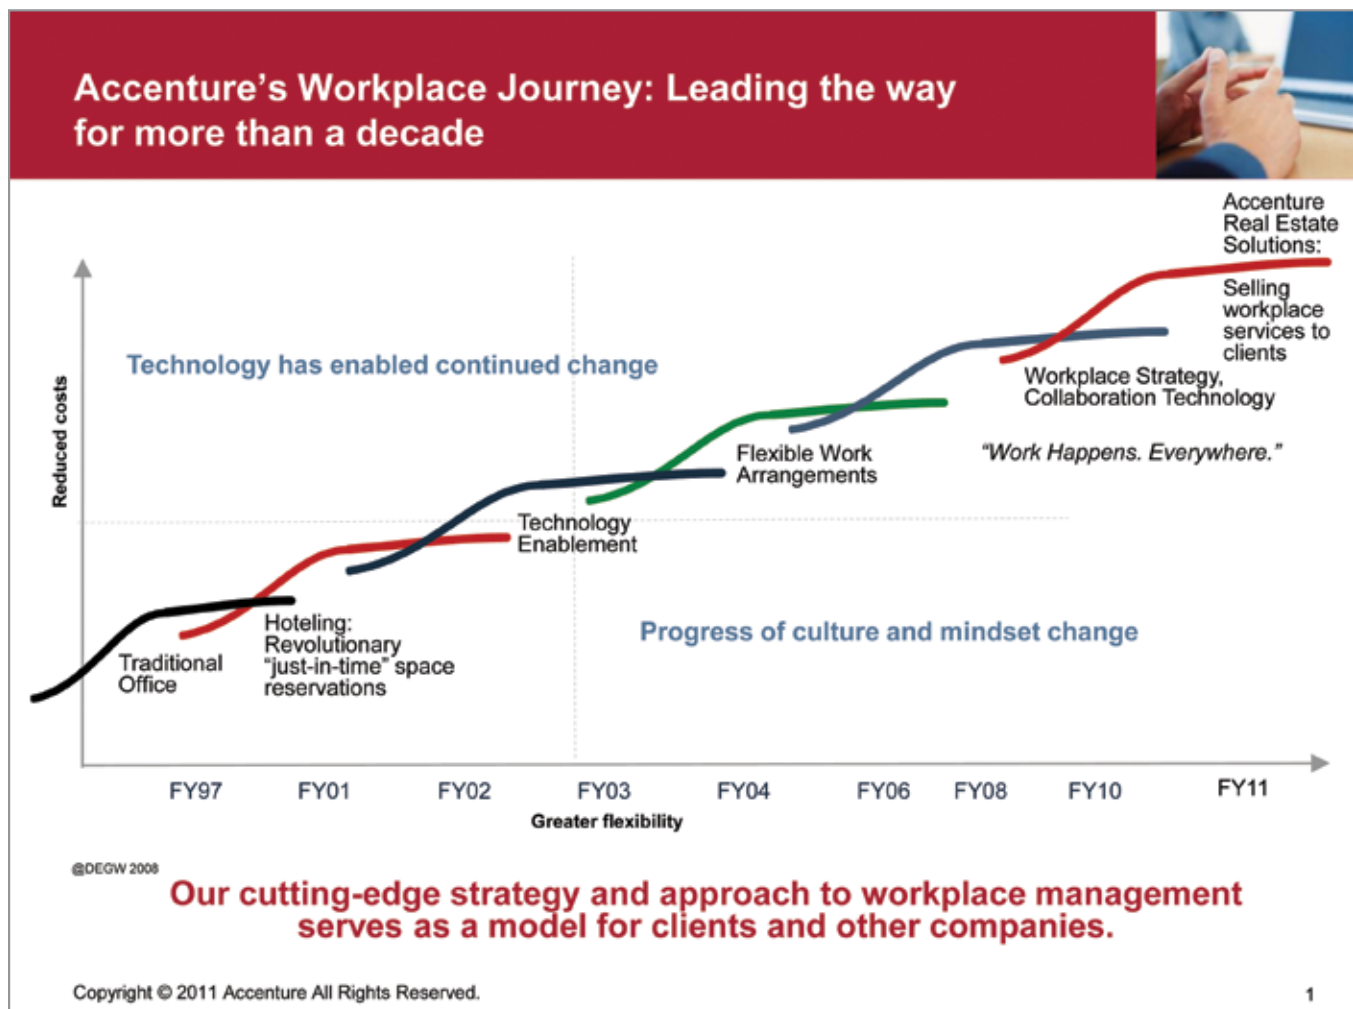 Accenture’s Workplace Journey: Leading the way
for more than a decade
Accenture
Real Estate
Solutions:
Selling
workplace
services to
clients
Technology has enabled continued change
Reduced costs
Workplace Strategy,
Collaboration Technology
“Work Happens. Everywhere.”
Flexible Work
Arrangements
Technology
Enablement
Hoteling:
Revolutionary
“just-in-time” space
reservations
Traditional
Office
Progress of culture and mindset change
FY97 FY01 FY02 FY03 FY04 FY06 FY08 FY10 FY11
Greater flexibility
@DEGW 2008
Our cutting-edge strategy and approach to workplace management
serves as a model for clients and other companies.
Copyright © 2011 Accenture All Rights Reserved.
1